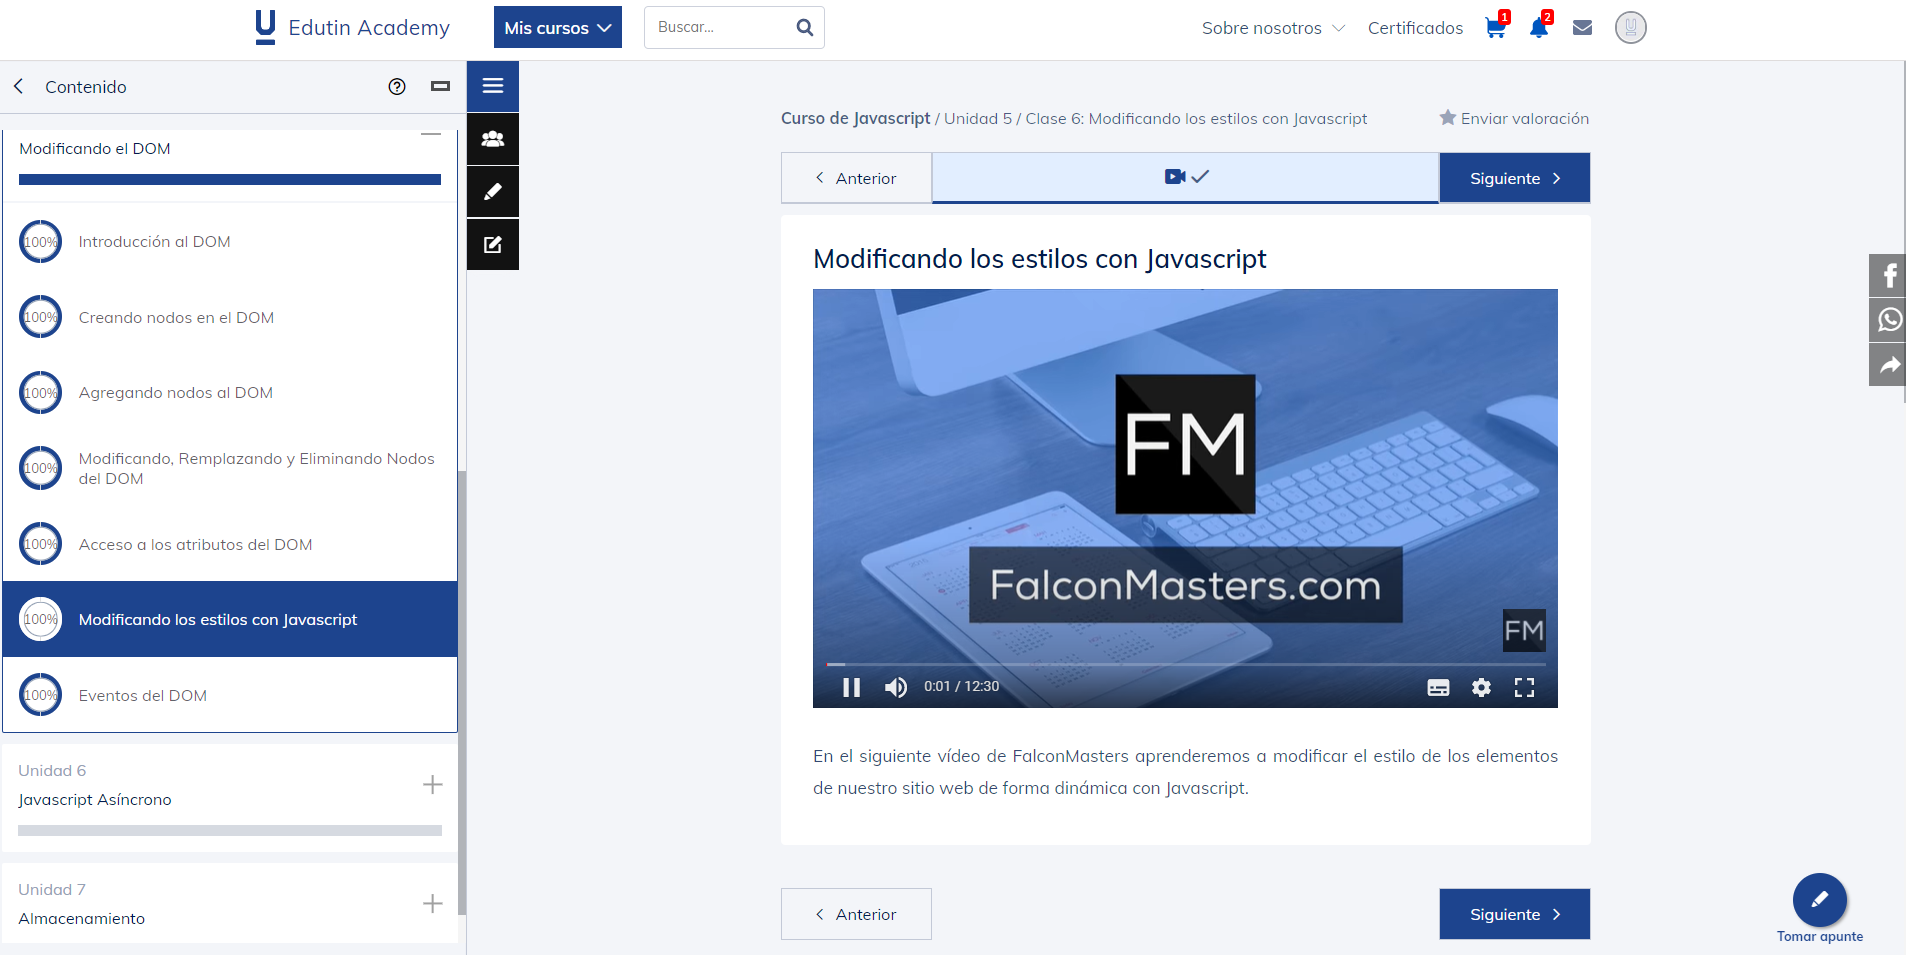 Edutin Academy
Mis cursos
Buscar...
Sobre nosotros
Certificados
1
2
Contenido
Modificando el DOM
100%
Introducción al DOM
100%
Creando nodos en el DOM
100%
Agregando nodos al DOM
100%
Modificando, Remplazando y Eliminando Nodos
del DOM
100%
Acceso a los atributos del DOM
100%
Modificando los estilos con Javascript
100%
Eventos del DOM
Unidad 6
Javascript Asíncrono
Unidad 7
Almacenamiento
Curso de Javascript / Unidad 5 / Clase 6: Modificando los estilos con Javascript
Enviar valoración
Anterior
Siguiente
Modificando los estilos con Javascript
FM
FalconMasters.com
FM
0:01 / 12:30
En el siguiente vídeo de FalconMasters aprenderemos a modificar el estilo de los elementos
de nuestro sitio web de forma dinámica con Javascript.
Anterior
Siguiente
Tomar apunte